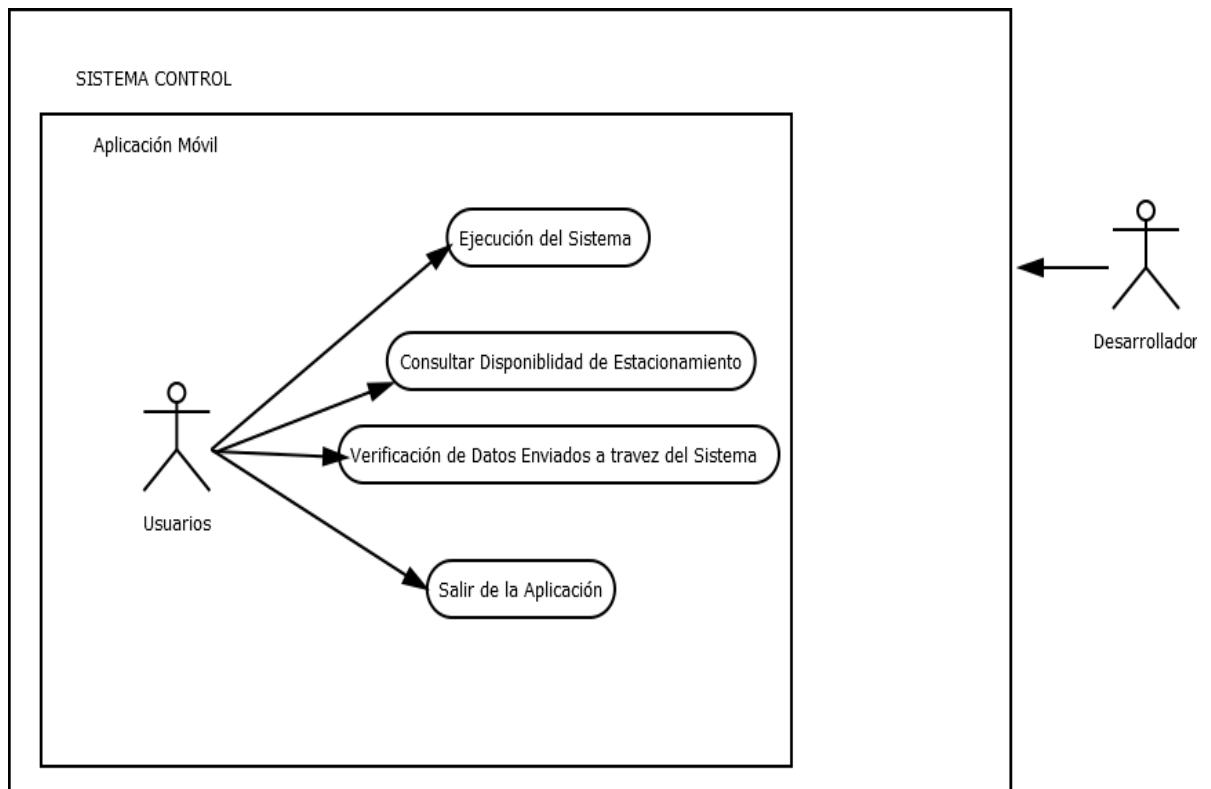 SISTEMA CONTROL
Aplicación Móvil
Ejecución del Sistema
Consultar Disponiblidad de Estacionamiento
Verificación de Datos Enviados a travez del Sistema
Usuarios
Salir de la Aplicación
Desarrollador